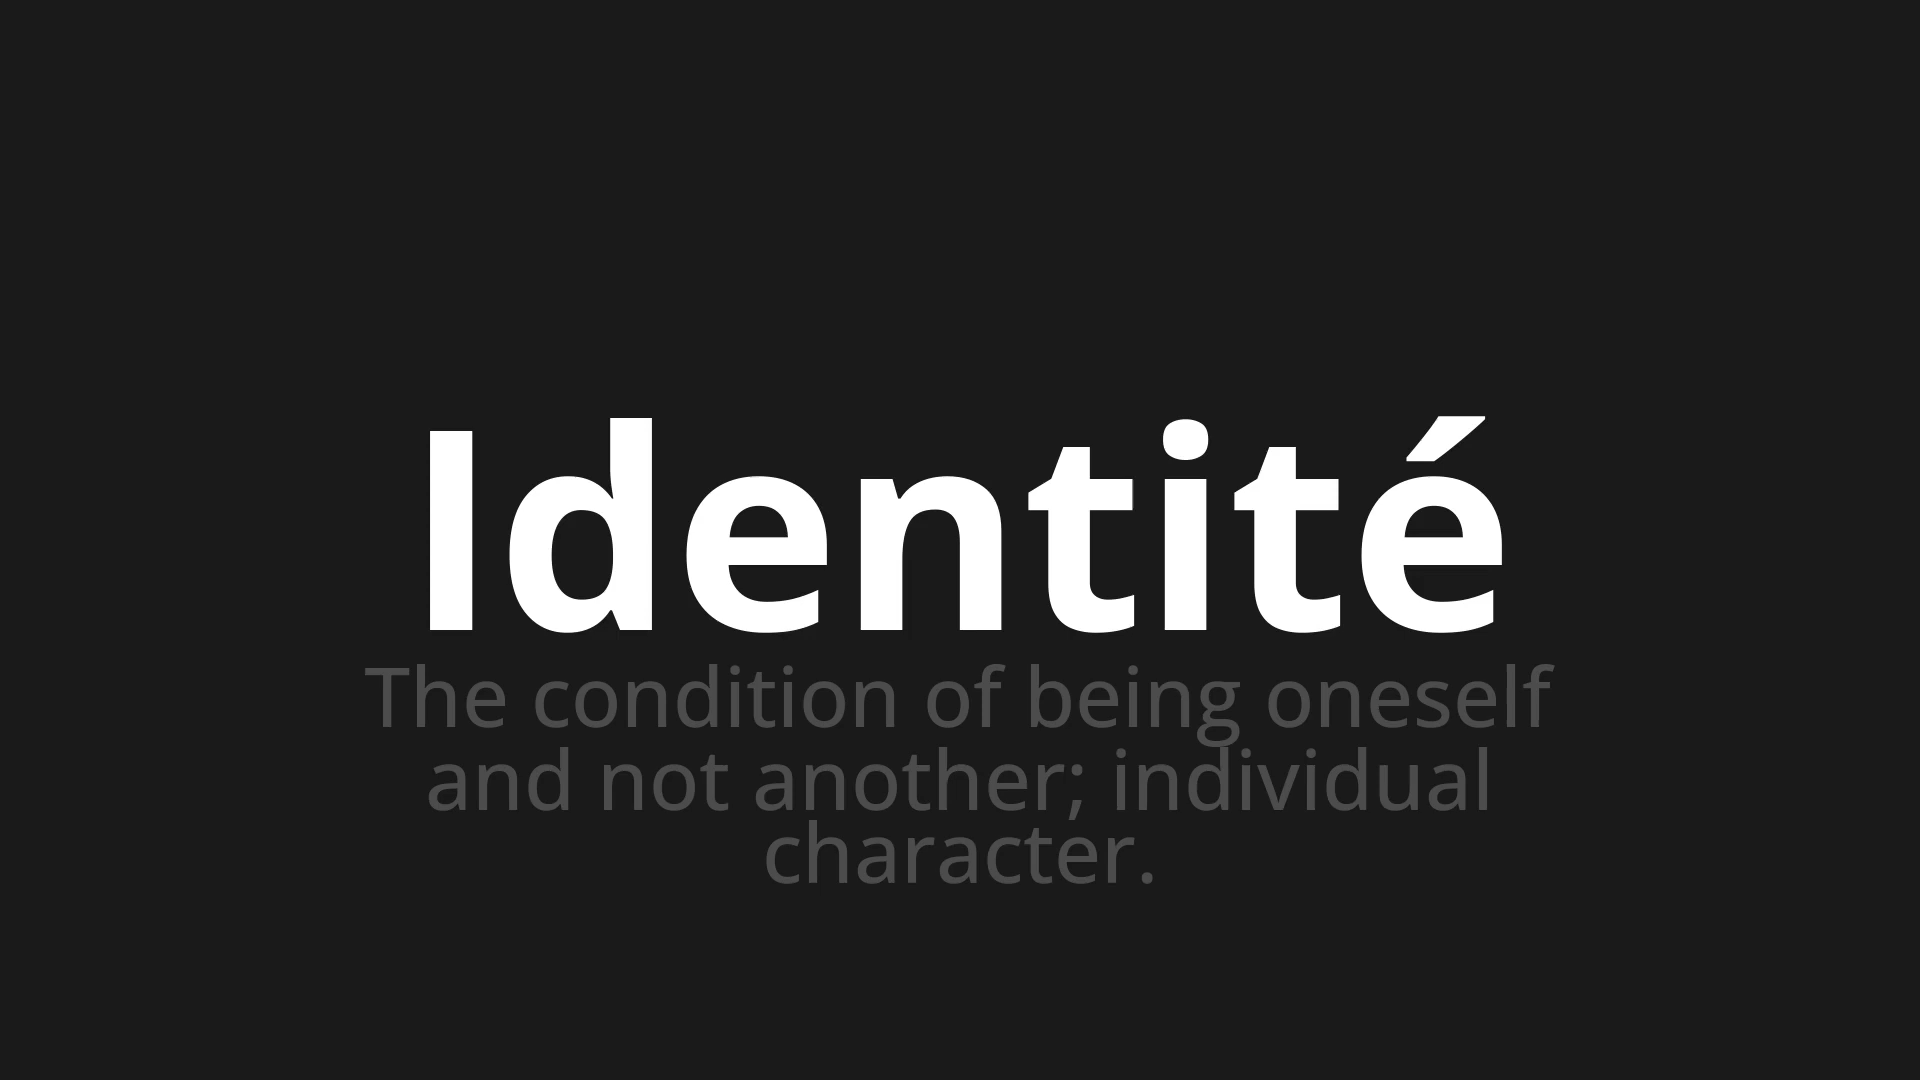 Identité
The condition of being oneself
and not another; individual
character.